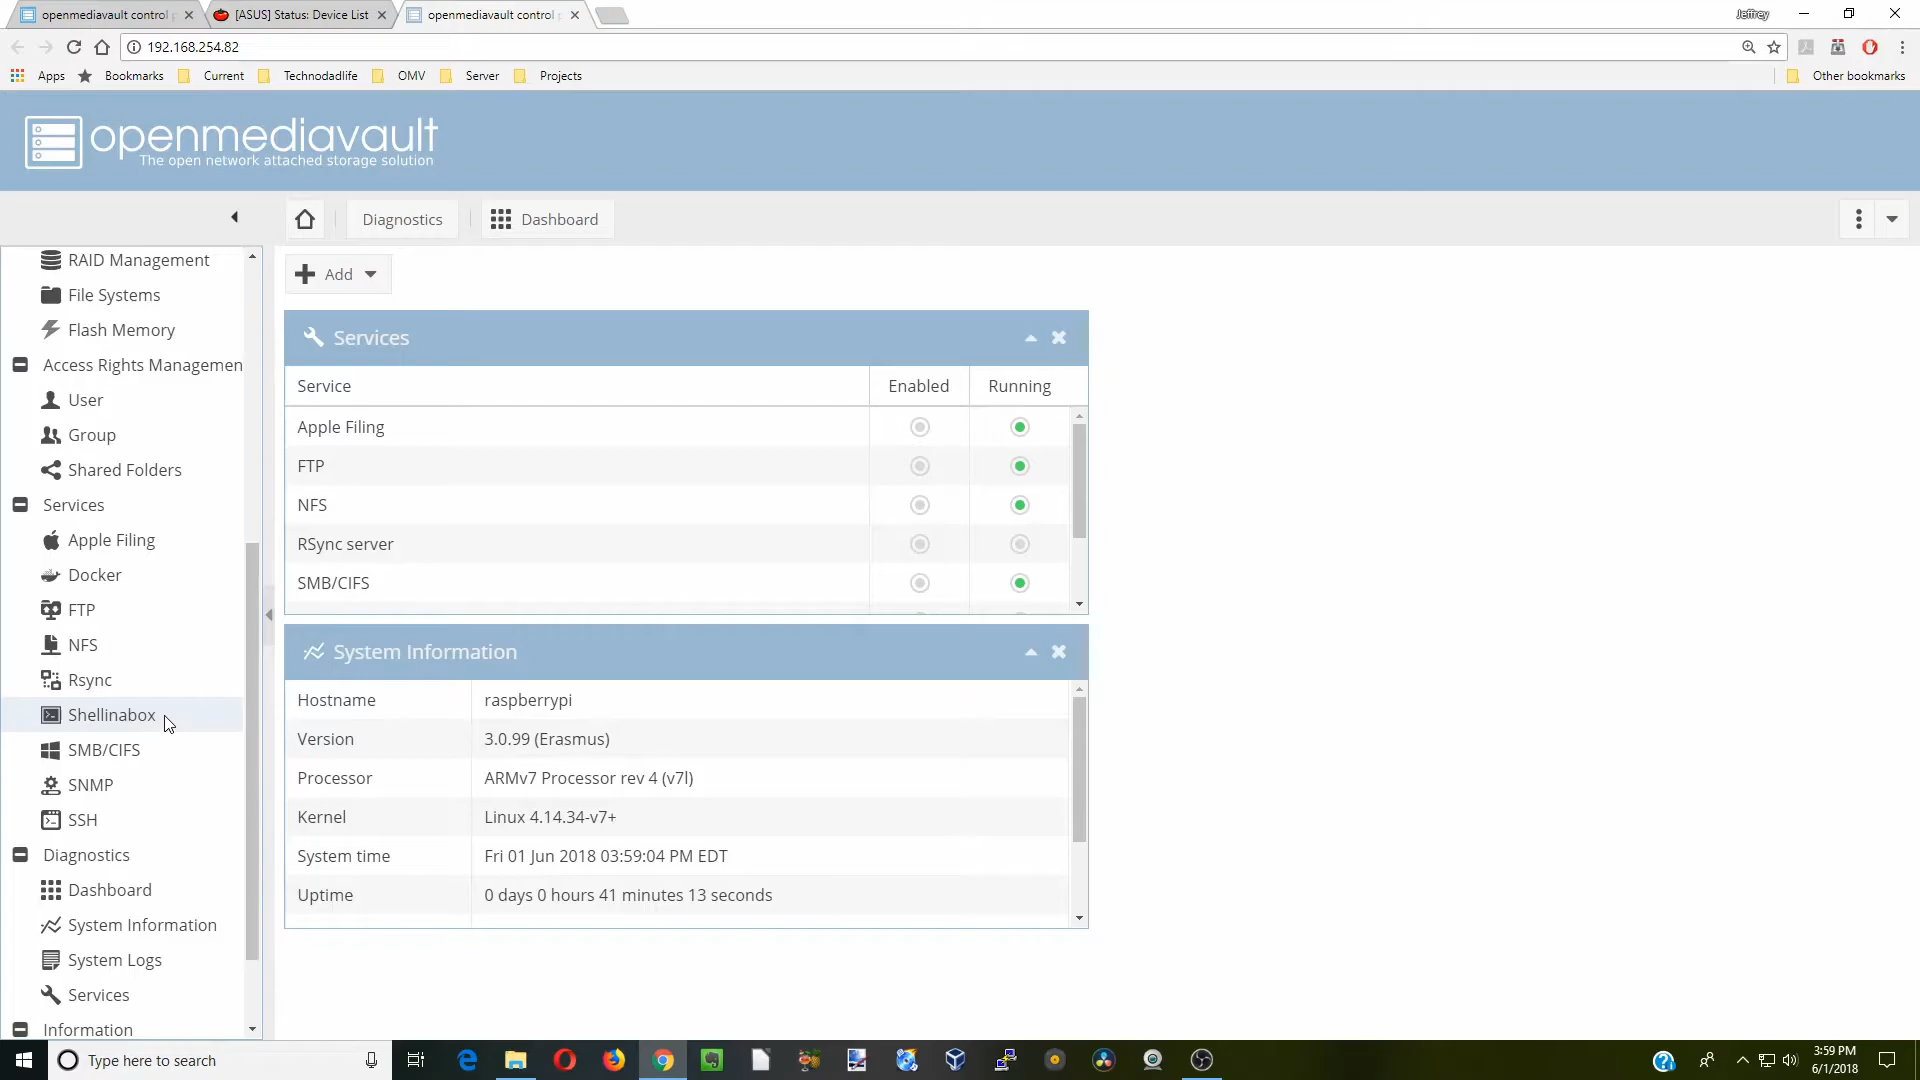 openmediavault control p
[ASUS] Status: Device List
openmediavault control p
Jeffrey
192.168.254.82
Apps
Bookmarks
Current
Technodadlife
OMV
Server
Projects
Other bookmarks
openmediavault
The open network attached storage solution
Diagnostics
Dashboard
Add
RAID Management
File Systems
Flash Memory
Access Rights Managemen
User
Group
Shared Folders
Services
Apple Filing
Docker
FTP
NFS
Rsync
Shellinabox
SMB/CIFS
SNMP
SSH
Diagnostics
Dashboard
System Information
System Logs
Services
Information
Services
Service Enabled Running
Apple Filing
FTP
NFS
RSync server
SMB/CIFS
System Information
Hostname raspberrypi
Version 3.0.99 (Erasmus)
Processor ARMv7 Processor rev 4 (v7l)
Kernel Linux 4.14.34-v7+
System time Fri 01 Jun 2018 03:59:04 PM EDT
Uptime 0 days 0 hours 41 minutes 13 seconds
Type here to search
3:59 PM
6/1/2018